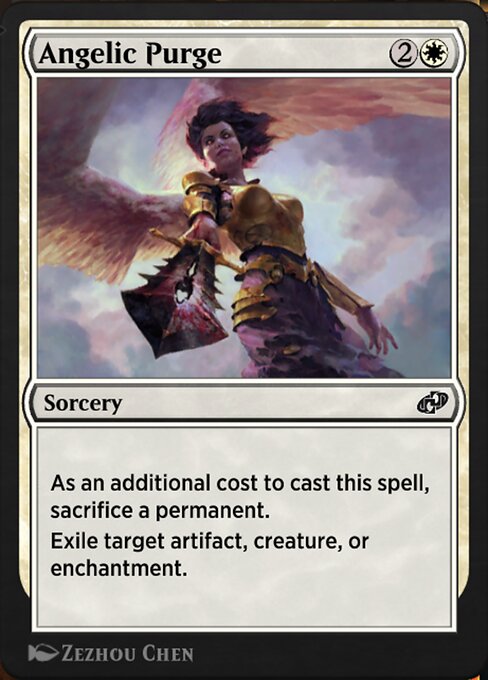 Angelic Purge 2
Sorcery
As an additional cost to cast this spell,
sacrifice a permanent.
Exile target artifact, creature, or
enchantment.
Zezhou Chen